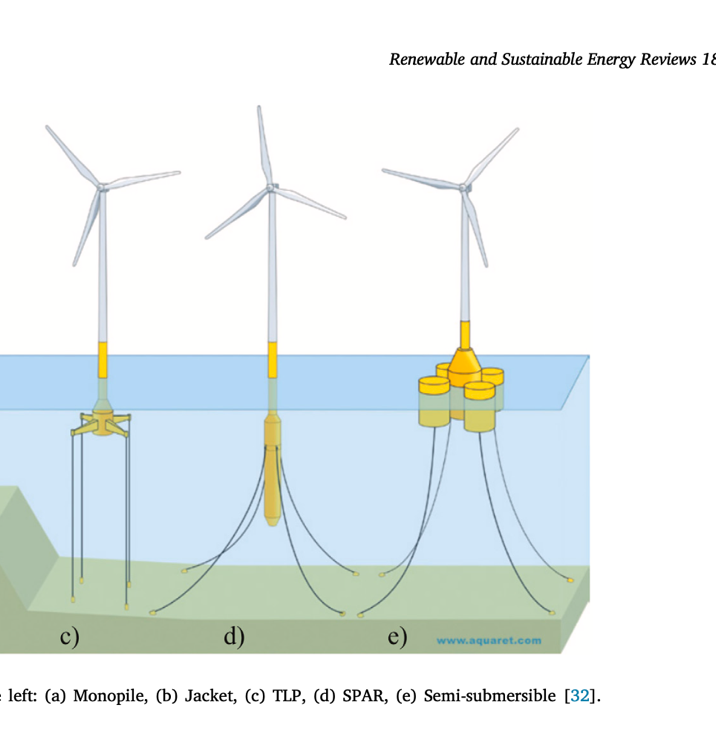 Renewable and Sustainable Energy Reviews 18
c)
d)
e)
www.aquaret.com
left: (a) Monopile, (b) Jacket, (c) TLP, (d) SPAR, (e) Semi-submersible [32].